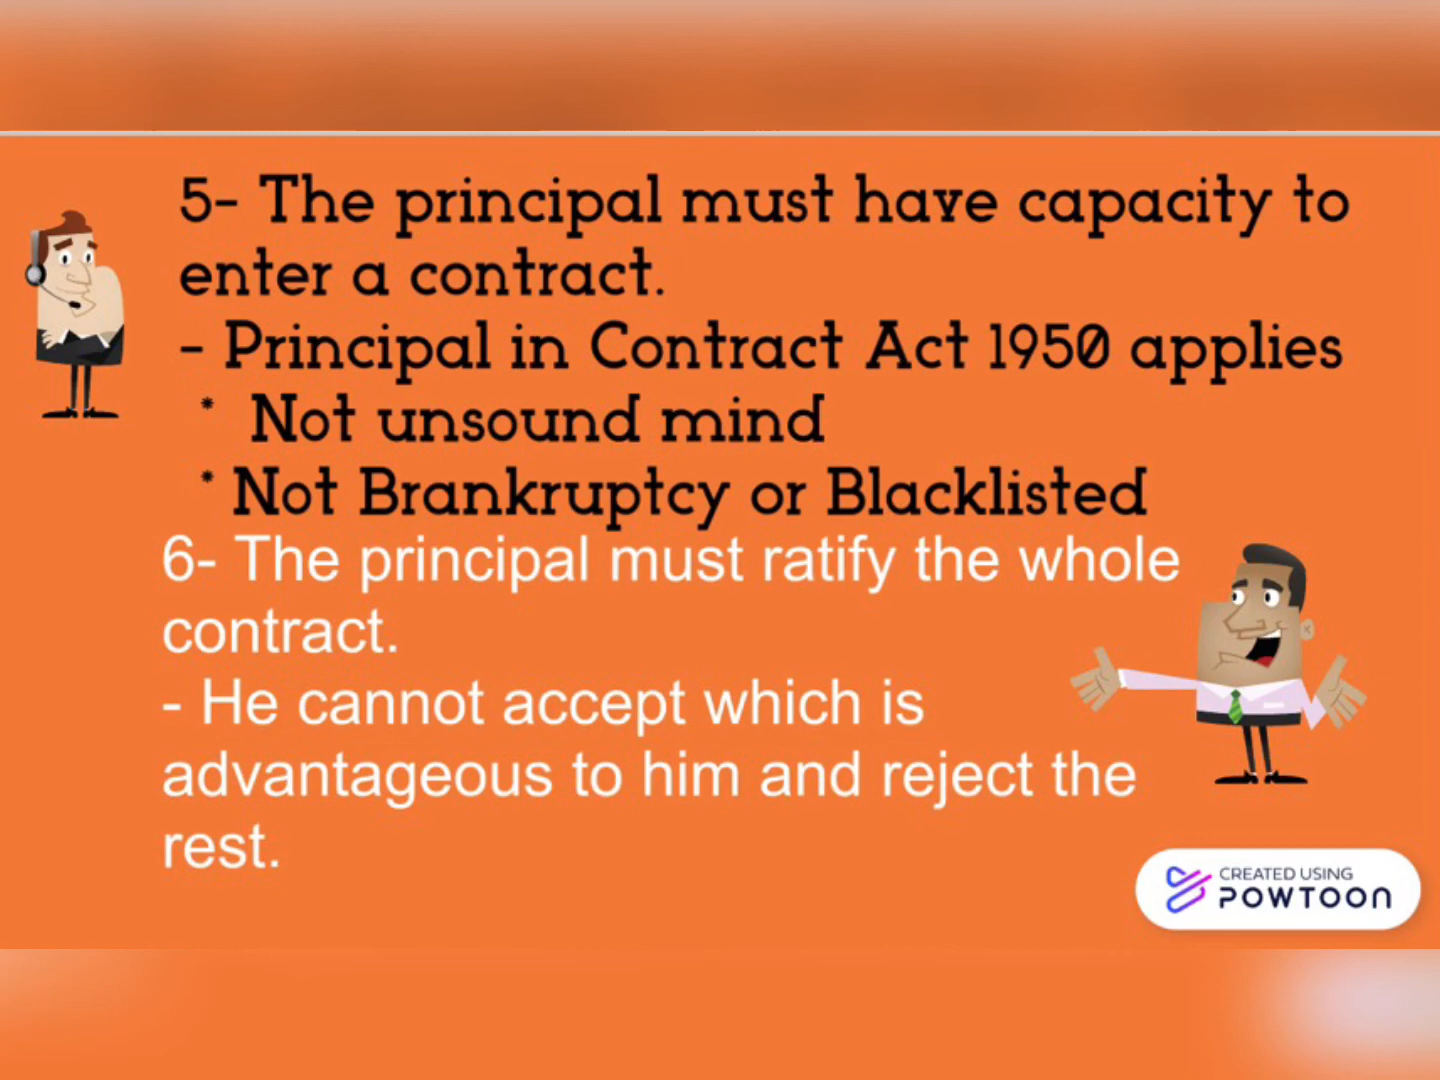 5- The principal must have capacity to
enter a contract.
- Principal in Contract Act 1950 applies
* Not unsound mind
* Not Brankruptcy or Blacklisted
6- The principal must ratify the whole
contract.
- He cannot accept which is
advantageous to him and reject the
rest.
CREATED USING
POWTOON